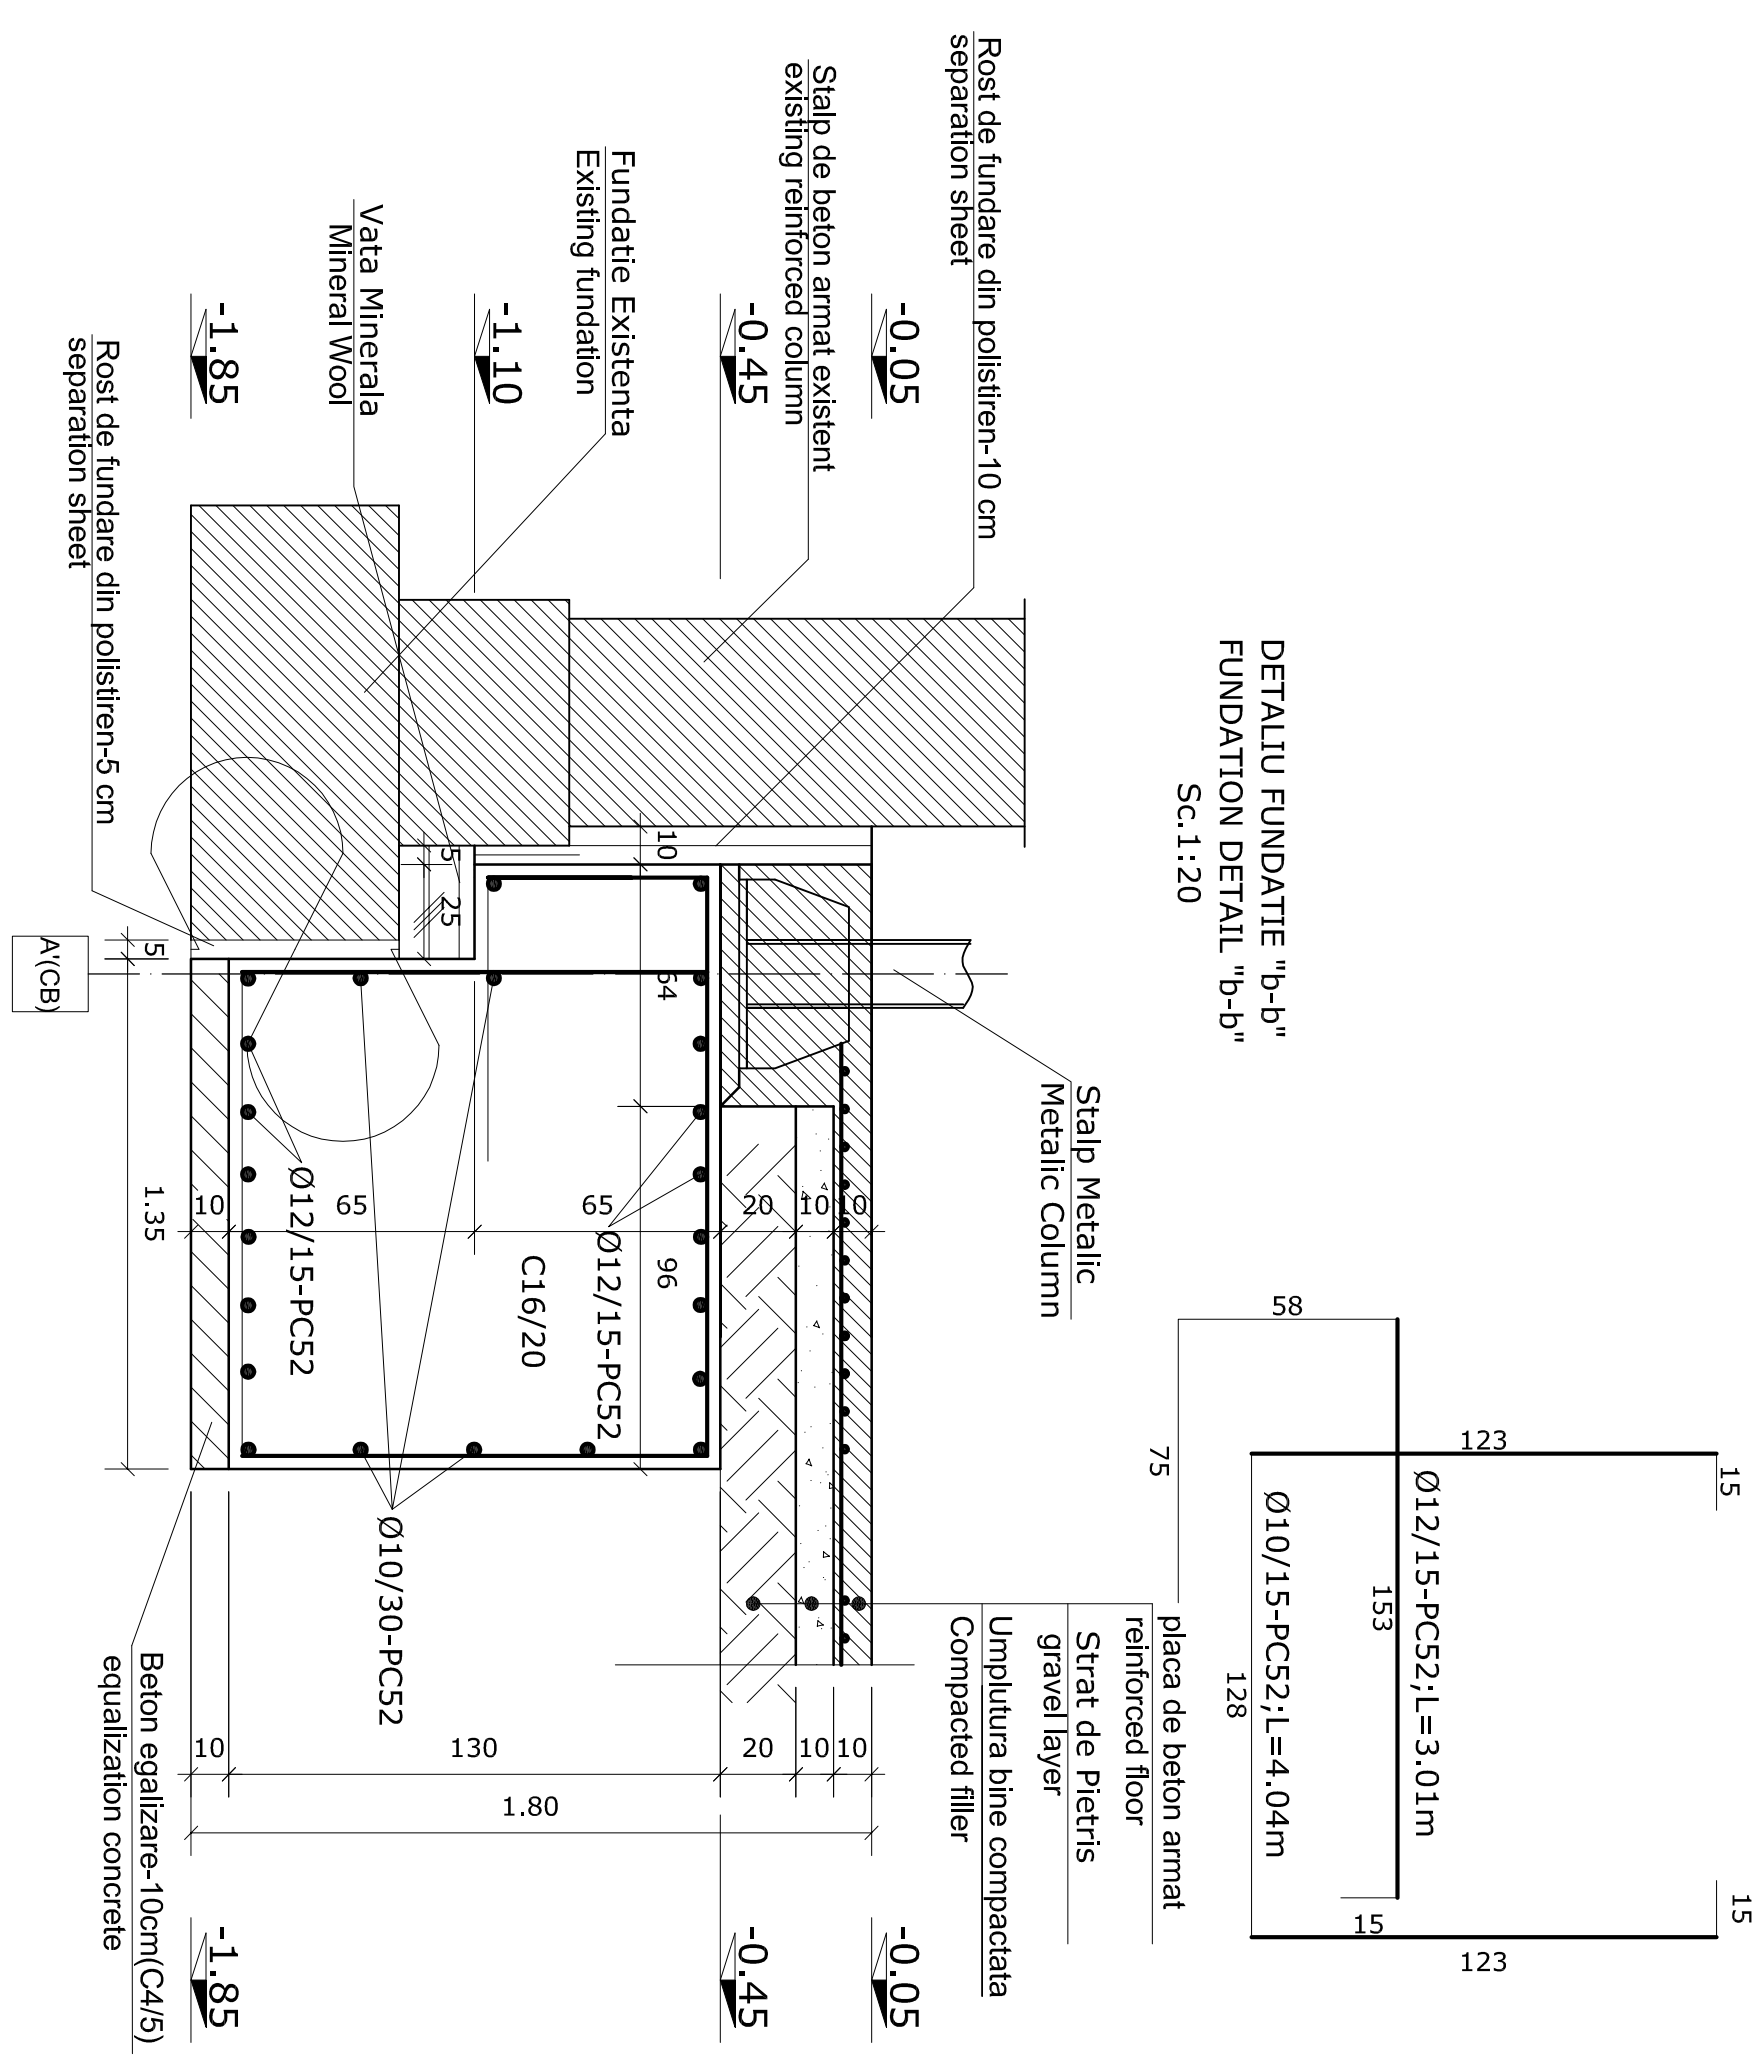 DETALIU FUNDATIE "b-b"
FUNDATION DETAIL "b-b"
Sc.1:20
Rost de fundare din polistiren-10 cm
separation sheet
Stalp de beton armat existent
existing reinforced column
Fundatie Existenta
Existing fundation
Vata Minerala
Mineral Wool
Rost de fundare din polistiren-5 cm
separation sheet
-0.05
-0.45
-1.10
-1.85
Stalp Metalic
Metalic Column
10
64
96
5
25
5
1.35
A'(CB)
10
65
65
20
10
10
Ø12/15-PC52
C16/20
Ø12/15-PC52
Ø10/30-PC52
58
75
123
15
Ø12/15-PC52;L=3.01m
153
Ø10/15-PC52;L=4.04m
128
15
15
123
placa de beton armat
reinforced floor
Strat de Pietris
gravel layer
Umplutura bine compactata
Compacted filler
10
130
20
10
10
1.80
Beton egalizare-10cm(C4/5)
equalization concrete
-0.05
-0.45
-1.85